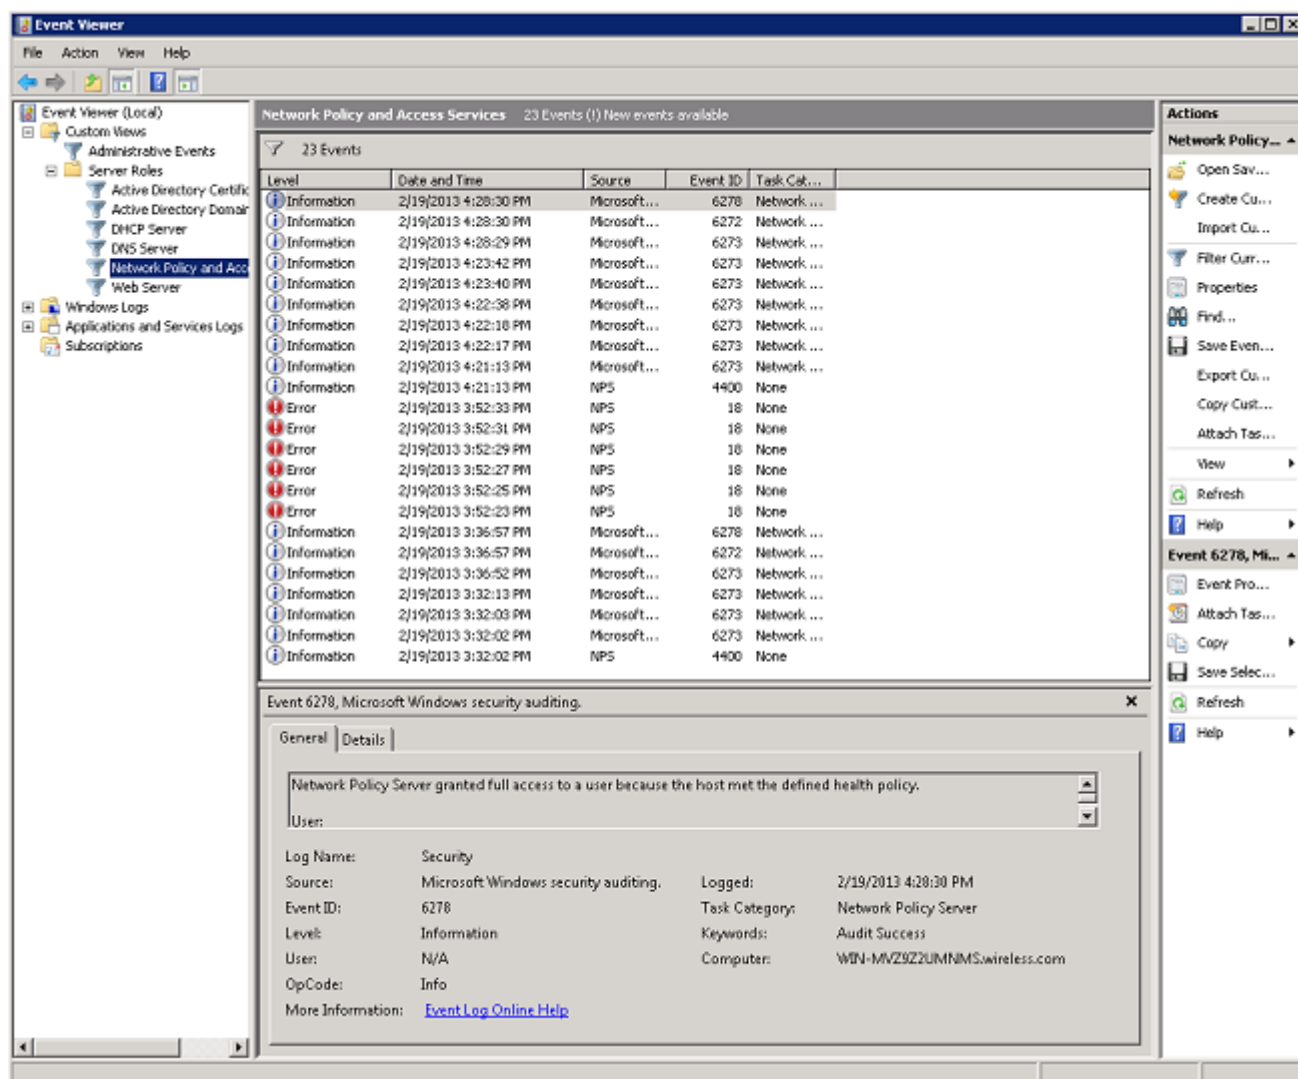 Event Viewer
File Action View Help
Event Viewer (Local)
Custom Views
Administrative Events
Server Roles
Active Directory Certific
Active Directory Domair
DHCP Server
DNS Server
Network Policy and Acce
Web Server
Windows Logs
Applications and Services Logs
Subscriptions
Network Policy and Access Services 23 Events (!) New events available
23 Events
Level Date and Time Source Event ID Task Cat...
Information 2/19/2013 4:28:30 PM Microsoft... 6278 Network ...
Information 2/19/2013 4:28:30 PM Microsoft... 6272 Network ...
Information 2/19/2013 4:28:29 PM Microsoft... 6273 Network ...
Information 2/19/2013 4:23:42 PM Microsoft... 6273 Network ...
Information 2/19/2013 4:23:40 PM Microsoft... 6273 Network ...
Information 2/19/2013 4:22:38 PM Microsoft... 6273 Network ...
Information 2/19/2013 4:22:18 PM Microsoft... 6273 Network ...
Information 2/19/2013 4:22:17 PM Microsoft... 6273 Network ...
Information 2/19/2013 4:21:13 PM Microsoft... 6273 Network ...
Information 2/19/2013 4:21:13 PM NPS 4400 None
Error 2/19/2013 3:52:33 PM NPS 18 None
Error 2/19/2013 3:52:31 PM NPS 18 None
Error 2/19/2013 3:52:29 PM NPS 18 None
Error 2/19/2013 3:52:27 PM NPS 18 None
Error 2/19/2013 3:52:25 PM NPS 18 None
Error 2/19/2013 3:52:23 PM NPS 18 None
Information 2/19/2013 3:36:57 PM Microsoft... 6278 Network ...
Information 2/19/2013 3:36:57 PM Microsoft... 6272 Network ...
Information 2/19/2013 3:36:52 PM Microsoft... 6273 Network ...
Information 2/19/2013 3:32:13 PM Microsoft... 6273 Network ...
Information 2/19/2013 3:32:03 PM Microsoft... 6273 Network ...
Information 2/19/2013 3:32:02 PM Microsoft... 6273 Network ...
Information 2/19/2013 3:32:02 PM NPS 4400 None
Event 6278, Microsoft Windows security auditing.
General Details
Network Policy Server granted full access to a user because the host met the defined health policy.
User:
Log Name: Security
Source: Microsoft Windows security auditing. Logged: 2/19/2013 4:28:30 PM
Event ID: 6278 Task Category: Network Policy Server
Level: Information Keywords: Audit Success
User: N/A Computer: WIN-MVZ9Z2UMNMS.wireless.com
OpCode: Info
More Information: Event Log Online Help
Actions
Network Policy...
Open Sav...
Create Cu...
Import Cu...
Filter Curr...
Properties
Find...
Save Even...
Export Cu...
Copy Cust...
Attach Tas...
View
Refresh
Help
Event 6278, Mi...
Event Pro...
Attach Tas...
Copy
Save Selec...
Refresh
Help